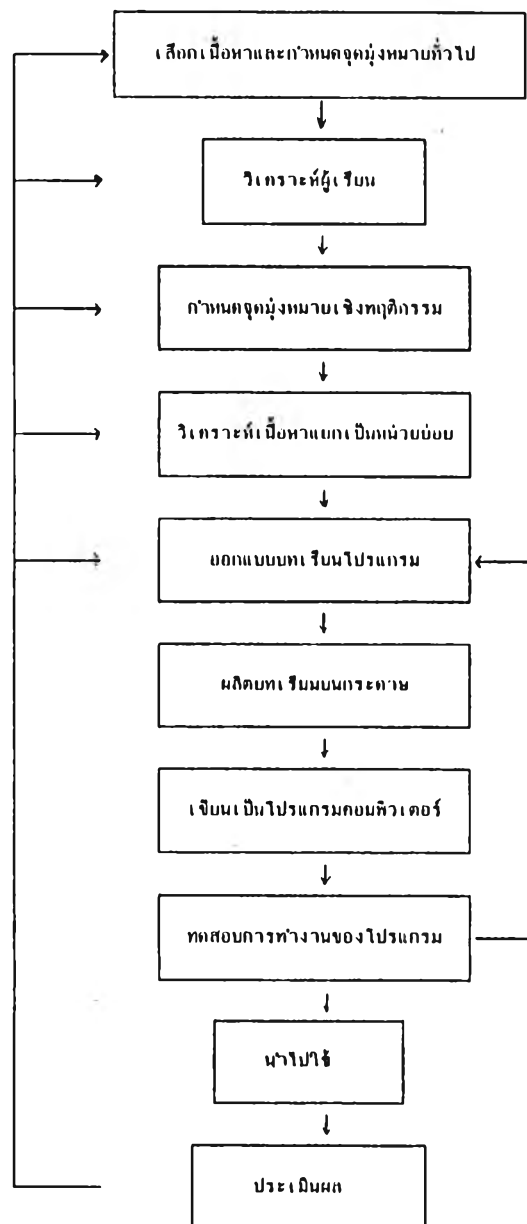 เลือกเนื้อหาและกำหนดจุดมุ่งหมายทั่วไป
วิเคราะห์ผู้เรียน
กำหนดจุดมุ่งหมายเชิงพฤติกรรม
วิเคราะห์เนื้อหาแยกเป็นหน่วยย่อย
ออกแบบบทเรียนโปรแกรม
ผลิตบทเรียนบนกระดาษ
เขียนเป็นโปรแกรมคอมพิวเตอร์
ทดสอบการทำงานของโปรแกรม
นำไปใช้
ประเมินผล